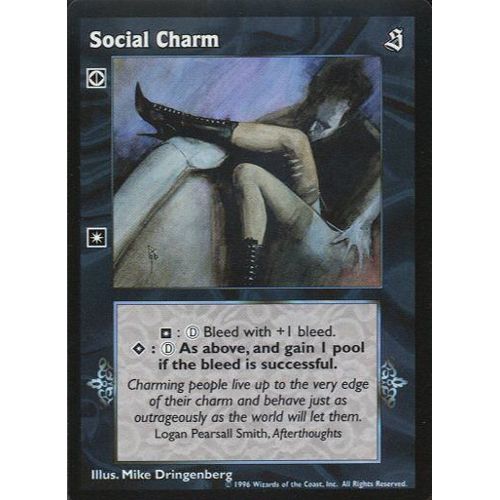 Social Charm
: Ⓓ Bleed with +1 bleed.
: Ⓓ As above, and gain 1 pool
if the bleed is successful.
Charming people live up to the very edge
of their charm and behave just as
outrageously as the world will let them.
Logan Pearsall Smith, Afterthoughts
Illus. Mike Dringenberg
© 1996 Wizards of the Coast, Inc. All Rights Reserved.